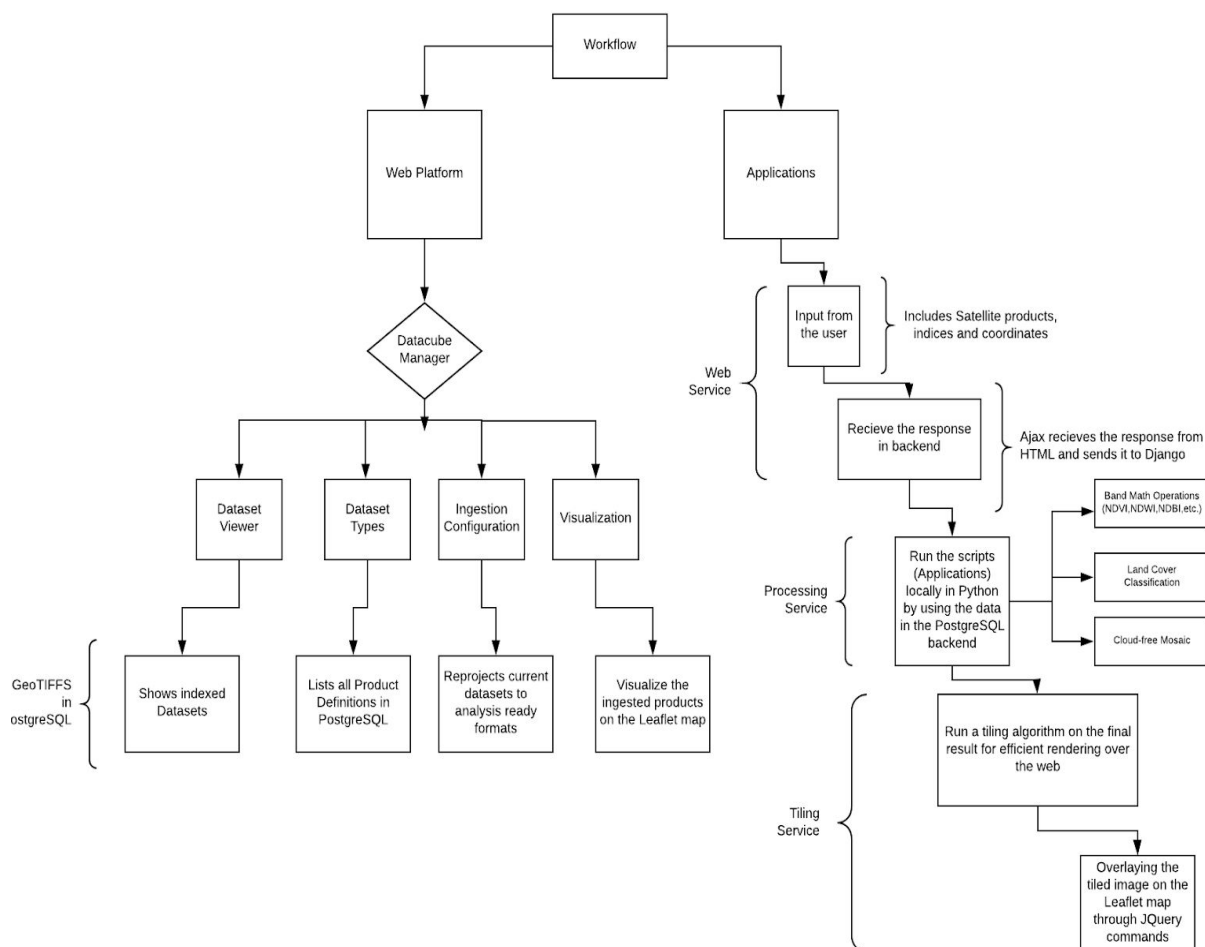 Workflow
Web Platform
Applications
Input from
the user
Includes Satellite products,
indices and coordinates
Datacube
Manager
Web
Service
Recieve the response
in backend
Ajax recieves the response from
HTML and sends it to Django
Dataset
Viewer
Dataset
Types
Ingestion
Configuration
Visualization
Band Math Operations
(NDVI,NDWI,NDBI,etc.)
Run the scripts
(Applications)
locally in Python
by using the data
in the PostgreSQL
backend
Land Cover
Classification
Processing
Service
Cloud-free Mosaic
GeoTIFFS
in
ostgreSQL
Shows indexed
Datasets
Lists all Product
Definitions in
PostgreSQL
Reprojects current
datasets to
analysis ready
formats
Visualize the
ingested products
on the Leaflet map
Run a tiling algorithm on the final
result for efficient rendering over
the web
Tiling
Service
Overlaying the
tiled image on the
Leaflet map
through JQuery
commands